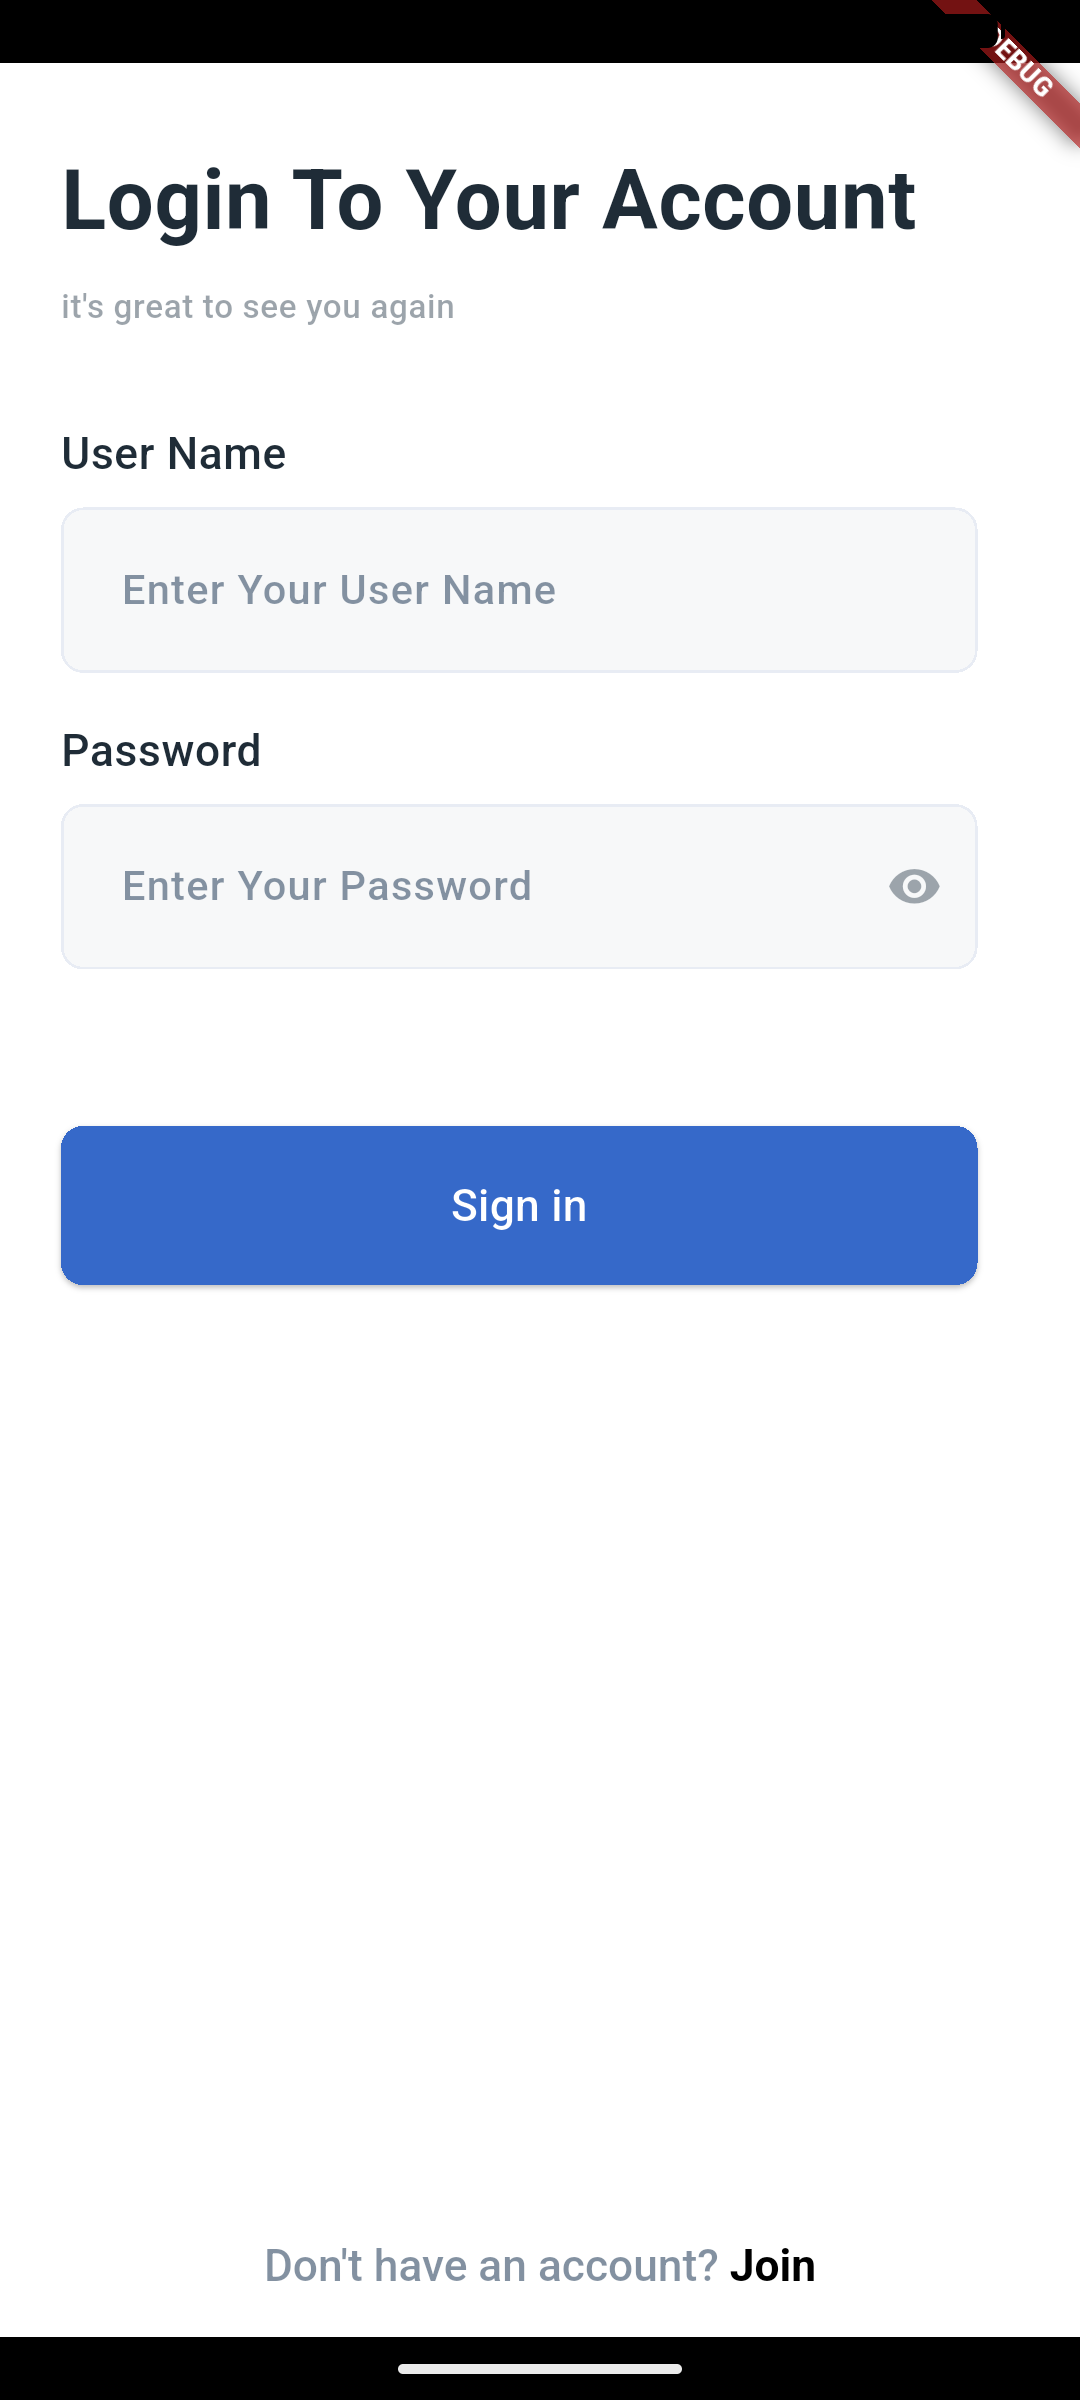 EBUG
Login To Your Account
it's great to see you again
User Name
Enter Your User Name
Password
Enter Your Password
Sign in
Don't have an account? Join